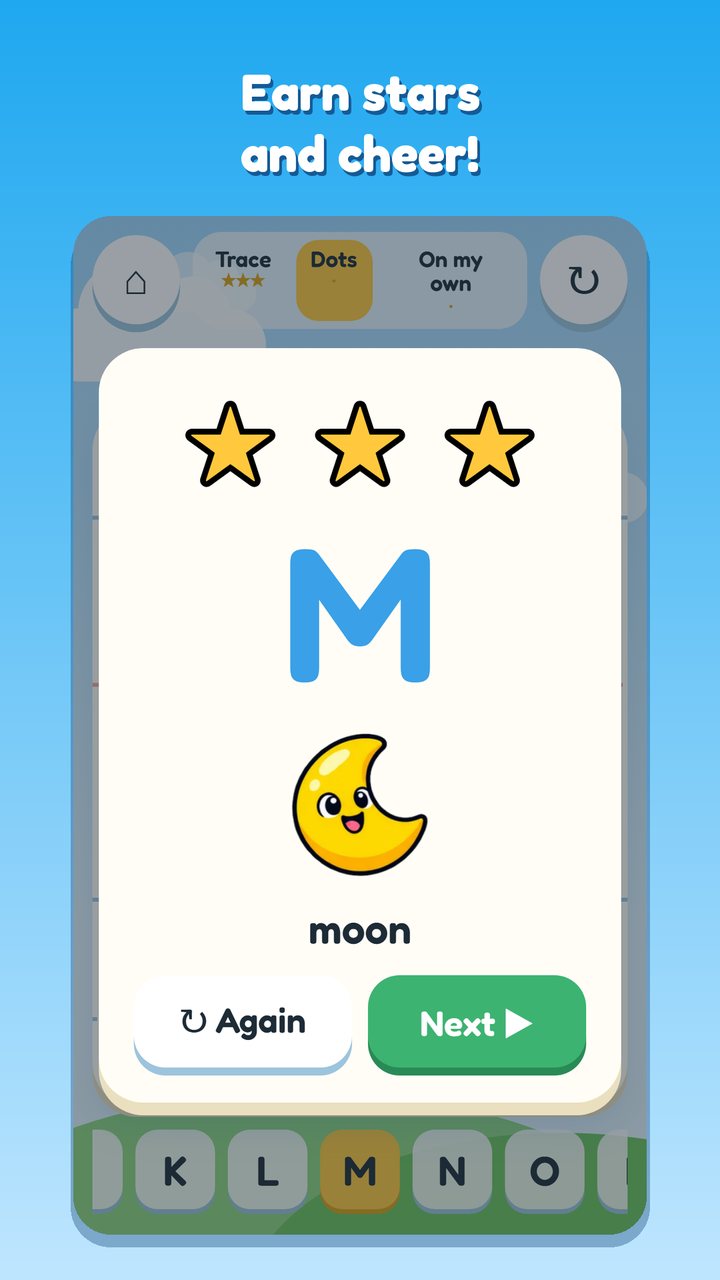 Earn stars
and cheer!
Trace
Dots
On my
own
M
moon
Again
Next
K
L
M
N
O